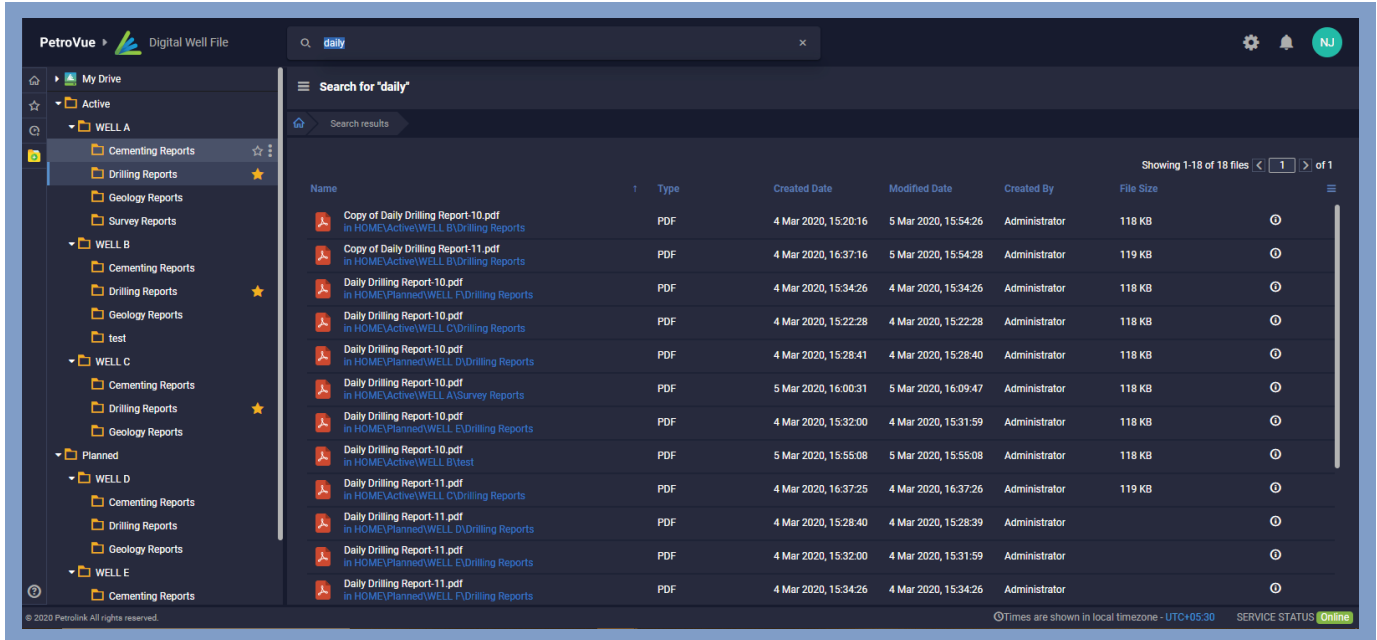 PetroVue Digital Well File
daily
NJ
My Drive
Active
WELL A
Cementing Reports
Drilling Reports
Geology Reports
Survey Reports
WELL B
Cementing Reports
Drilling Reports
Geology Reports
test
WELL C
Cementing Reports
Drilling Reports
Geology Reports
Planned
WELL D
Cementing Reports
Drilling Reports
Geology Reports
WELL E
Cementing Reports
Search for "daily"
Search results
Showing 1-18 of 18 files 1 of 1
Name Type Created Date Modified Date Created By File Size
Copy of Daily Drilling Report-10.pdf
in HOME\Active\WELL B\Drilling Reports
PDF 4 Mar 2020, 15:20:16 5 Mar 2020, 15:54:26 Administrator 118 KB
Copy of Daily Drilling Report-11.pdf
in HOME\Active\WELL B\Drilling Reports
PDF 4 Mar 2020, 16:37:16 5 Mar 2020, 15:54:28 Administrator 119 KB
Daily Drilling Report-10.pdf
in HOME\Planned\WELL F\Drilling Reports
PDF 4 Mar 2020, 15:34:26 4 Mar 2020, 15:34:26 Administrator 118 KB
Daily Drilling Report-10.pdf
in HOME\Active\WELL C\Drilling Reports
PDF 4 Mar 2020, 15:22:28 4 Mar 2020, 15:22:28 Administrator 118 KB
Daily Drilling Report-10.pdf
in HOME\Planned\WELL D\Drilling Reports
PDF 4 Mar 2020, 15:28:41 4 Mar 2020, 15:28:40 Administrator 118 KB
Daily Drilling Report-10.pdf
in HOME\Active\WELL A\Survey Reports
PDF 5 Mar 2020, 16:00:31 5 Mar 2020, 16:09:47 Administrator 118 KB
Daily Drilling Report-10.pdf
in HOME\Planned\WELL E\Drilling Reports
PDF 4 Mar 2020, 15:32:00 4 Mar 2020, 15:31:59 Administrator 118 KB
Daily Drilling Report-10.pdf
in HOME\Active\WELL B\test
PDF 5 Mar 2020, 15:55:08 5 Mar 2020, 15:55:08 Administrator 118 KB
Daily Drilling Report-11.pdf
in HOME\Active\WELL C\Drilling Reports
PDF 4 Mar 2020, 16:37:25 4 Mar 2020, 16:37:26 Administrator 119 KB
Daily Drilling Report-11.pdf
in HOME\Planned\WELL D\Drilling Reports
PDF 4 Mar 2020, 15:28:40 4 Mar 2020, 15:28:39 Administrator
Daily Drilling Report-11.pdf
in HOME\Planned\WELL E\Drilling Reports
PDF 4 Mar 2020, 15:32:00 4 Mar 2020, 15:31:59 Administrator
Daily Drilling Report-11.pdf
in HOME\Planned\WELL F\Drilling Reports
PDF 4 Mar 2020, 15:34:26 4 Mar 2020, 15:34:26 Administrator
© 2020 Petrolink All rights reserved.
Times are shown in local timezone - UTC+05:30 SERVICE STATUS Online